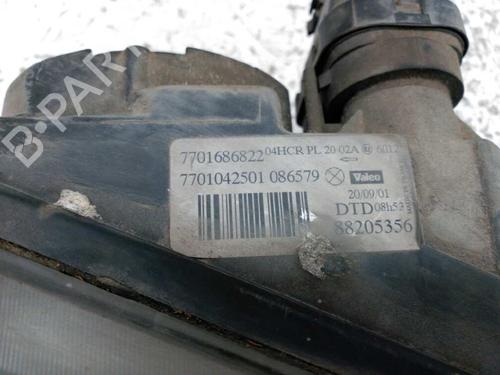 B-PARTS
7701686822 04HCR PL 20 02A 6012
7701042501 086579 Valeo
20/09/01
DTD 08h53
88205356